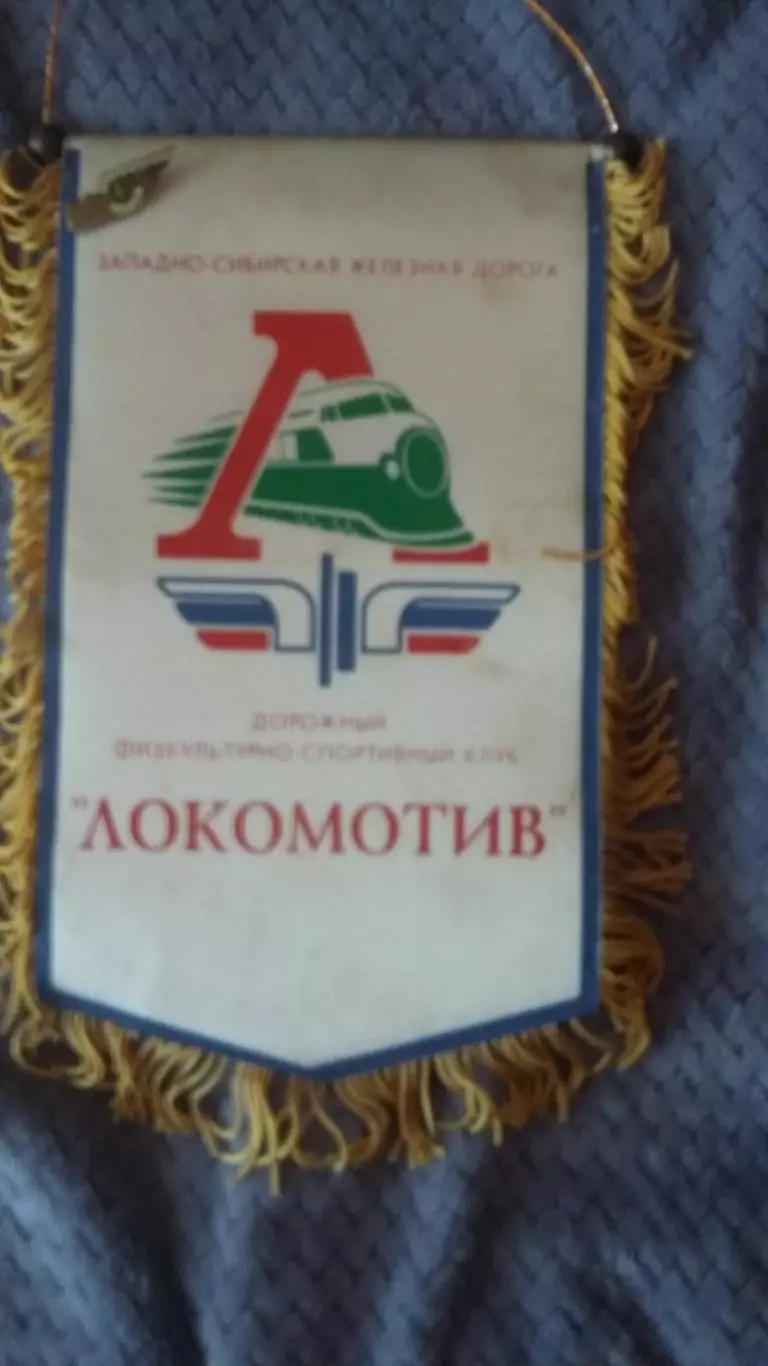 ЗАПАДНО-СИБИРСКАЯ ЖЕЛЕЗНАЯ ДОРОГА
Л
ДОРОЖНЫЙ
ФИЗКУЛЬТУРНО-СПОРТИВНЫЙ КЛУБ
"ЛОКОМОТИВ"